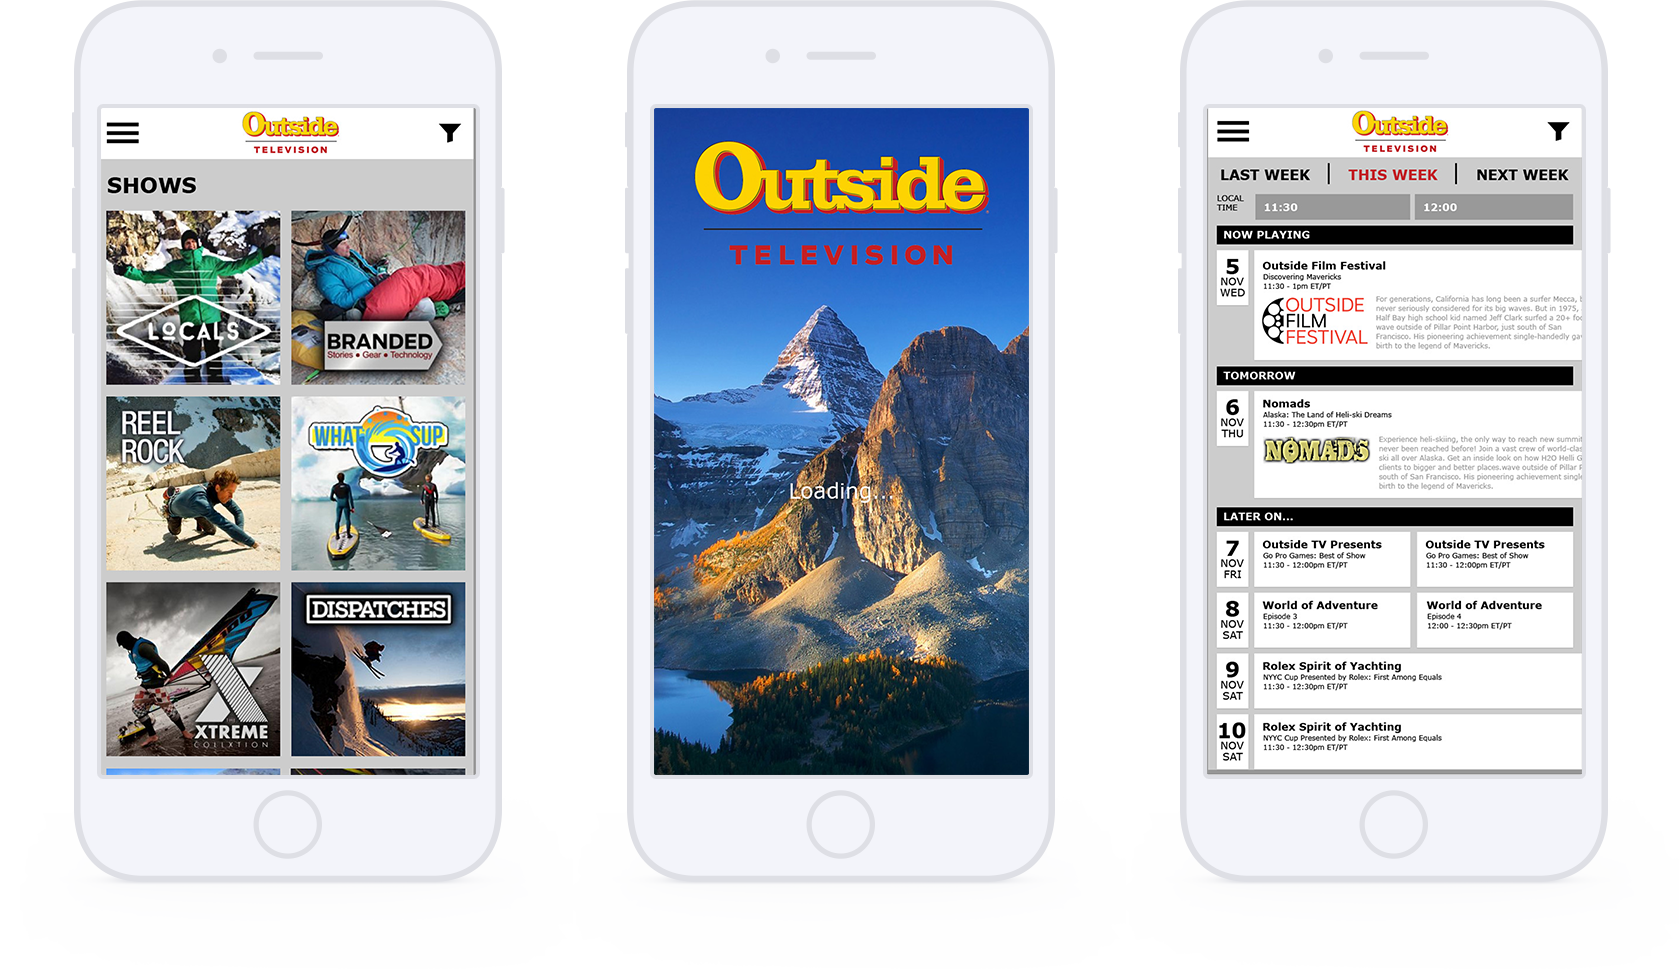 Outside
TELEVISION
SHOWS
LOCALS
BRANDED
Stories • Gear • Technology
REEL
ROCK
WHAT SUP
THE
XTREME
COLLXTION
DISPATCHES
Outside
TELEVISION
Loading...
Outside
TELEVISION
LAST WEEK | THIS WEEK | NEXT WEEK
LOCAL
TIME
11:30 12:00
NOW PLAYING
5
NOV
WED
Outside Film Festival
Discovering Mavericks
11:30 - 1pm ET/PT
OUTSIDE
FILM
FESTIVAL
For generations, California has long been a surfer Mecca,
never seriously considered for its big waves. But in 1975,
Half Bay high school kid named Jeff Clark surfed a 20+ fo
wave outside of Pillar Point Harbor, just south of San
Francisco. His pioneering achievement single-handedly ga
birth to the legend of Mavericks.
TOMORROW
6
NOV
THU
Nomads
Alaska: The Land of Heli-ski Dreams
11:30 - 12:30pm ET/PT
NOMADS
Experience heli-skiing, the only way to reach new summit
never been reached before! Join a vast crew of world-clas
ski all over Alaska. Get an inside look on how H2O Helli G
clients to bigger and better places.wave outside of Pillar P
south of San Francisco. His pioneering achievement single
birth to the legend of Mavericks.
LATER ON...
7
NOV
FRI
Outside TV Presents
Go Pro Games: Best of Show
11:30 - 12:00pm ET/PT
Outside TV Presents
Go Pro Games: Best of Show
11:30 - 12:00pm ET/PT
8
NOV
SAT
World of Adventure
Episode 3
11:30 - 12:00pm ET/PT
World of Adventure
Episode 4
12:00 - 12:30pm ET/PT
9
NOV
SAT
Rolex Spirit of Yachting
NYYC Cup Presented by Rolex: First Among Equals
11:30 - 12:30pm ET/PT
10
NOV
SAT
Rolex Spirit of Yachting
NYYC Cup Presented by Rolex: First Among Equals
11:30 - 12:30pm ET/PT